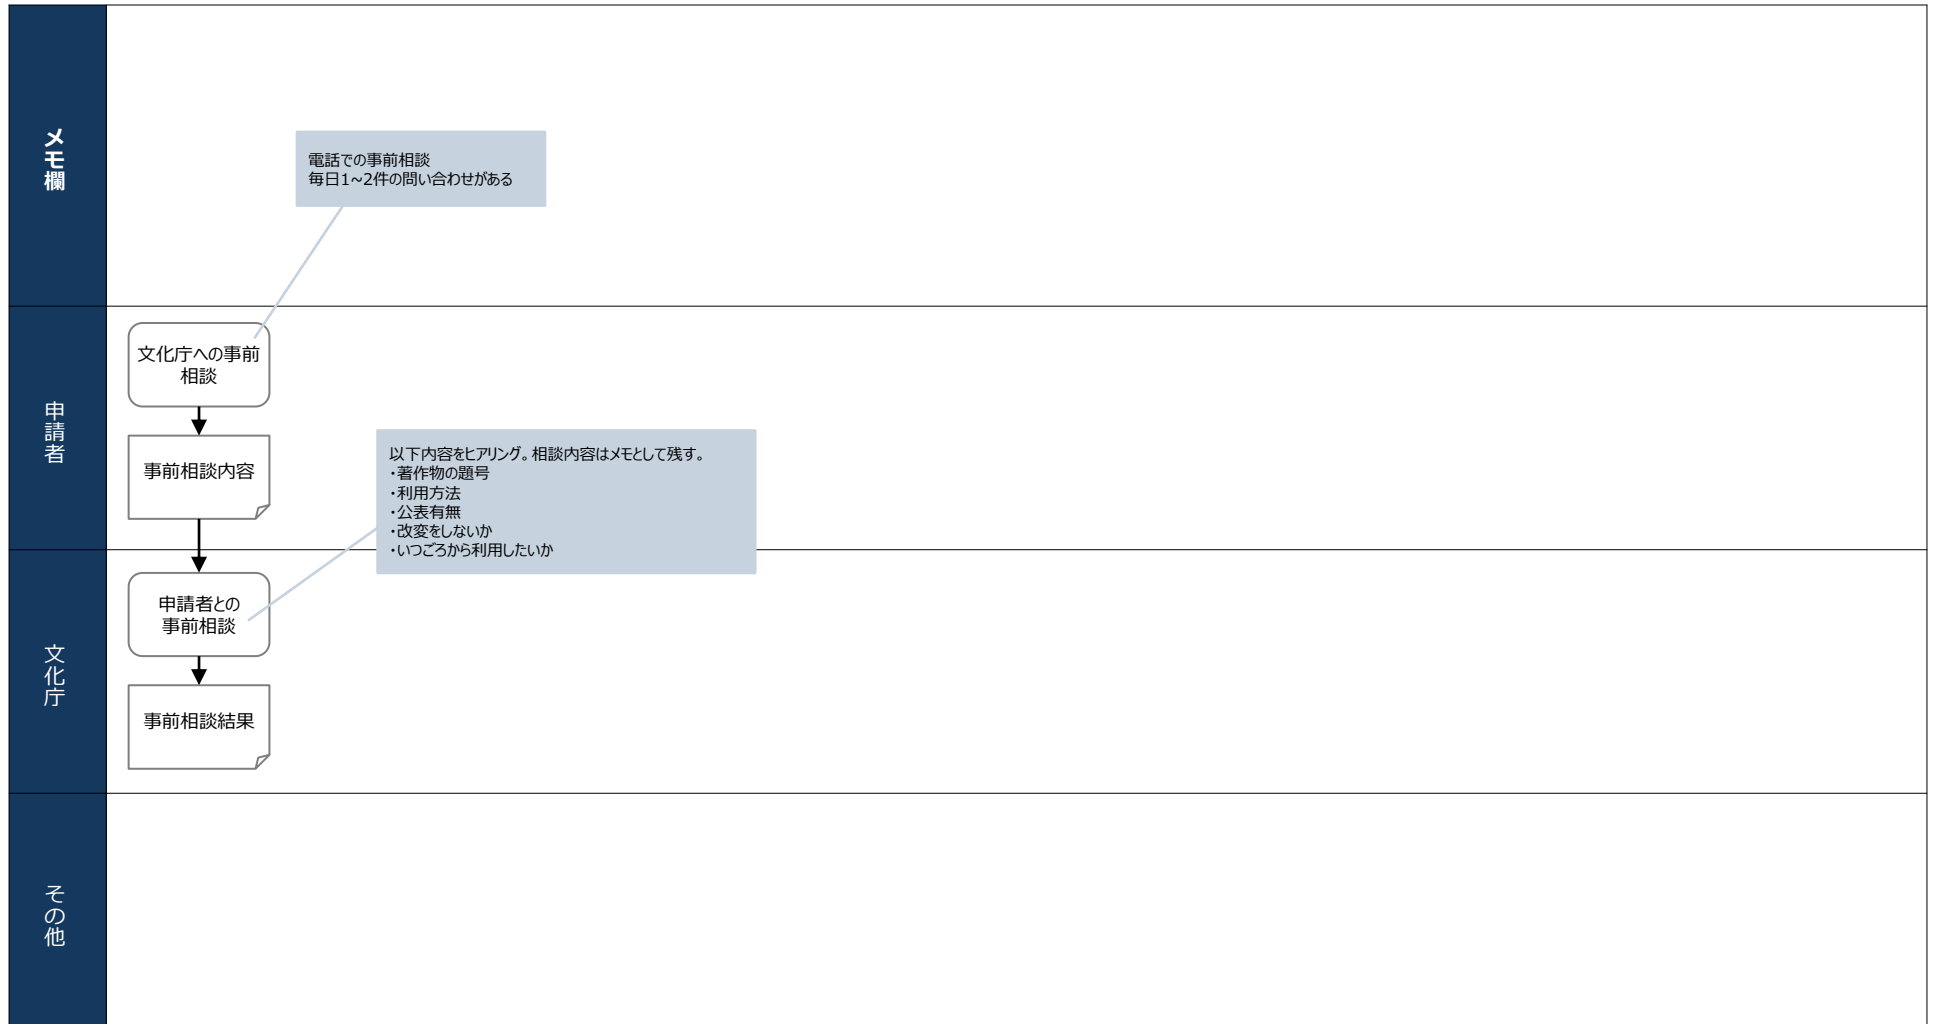 メモ欄
電話での事前相談
毎日1~2件の問い合わせがある
申請者
文化庁への事前
相談
事前相談内容
以下内容をヒアリング。相談内容はメモとして残す。
・著作物の題号
・利用方法
・公表有無
・改変をしないか
・いつごろから利用したいか
文化庁
申請者との
事前相談
事前相談結果
その他